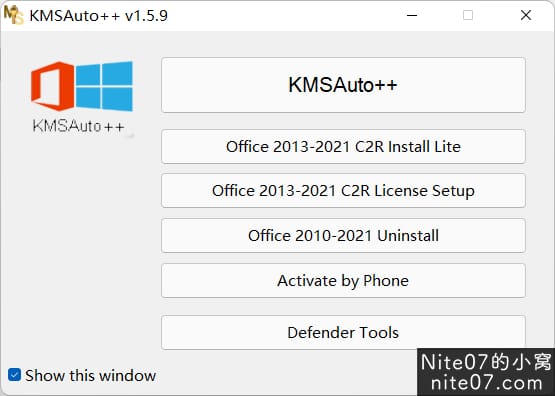 KMSAuto++ v1.5.9
KMSAuto++
KMSAuto++
Office 2013-2021 C2R Install Lite
Office 2013-2021 C2R License Setup
Office 2010-2021 Uninstall
Activate by Phone
Defender Tools
Show this window
Nite07的小窝
nite07.com